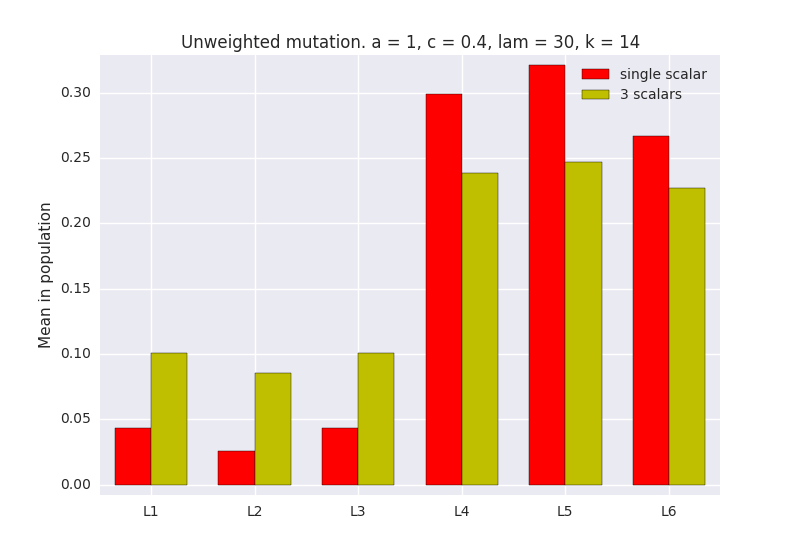 Unweighted mutation. a = 1, c = 0.4, lam = 30, k = 14
single scalar
3 scalars
Mean in population
0.30
0.25
0.20
0.15
0.10
0.05
0.00
L1 L2 L3 L4 L5 L6